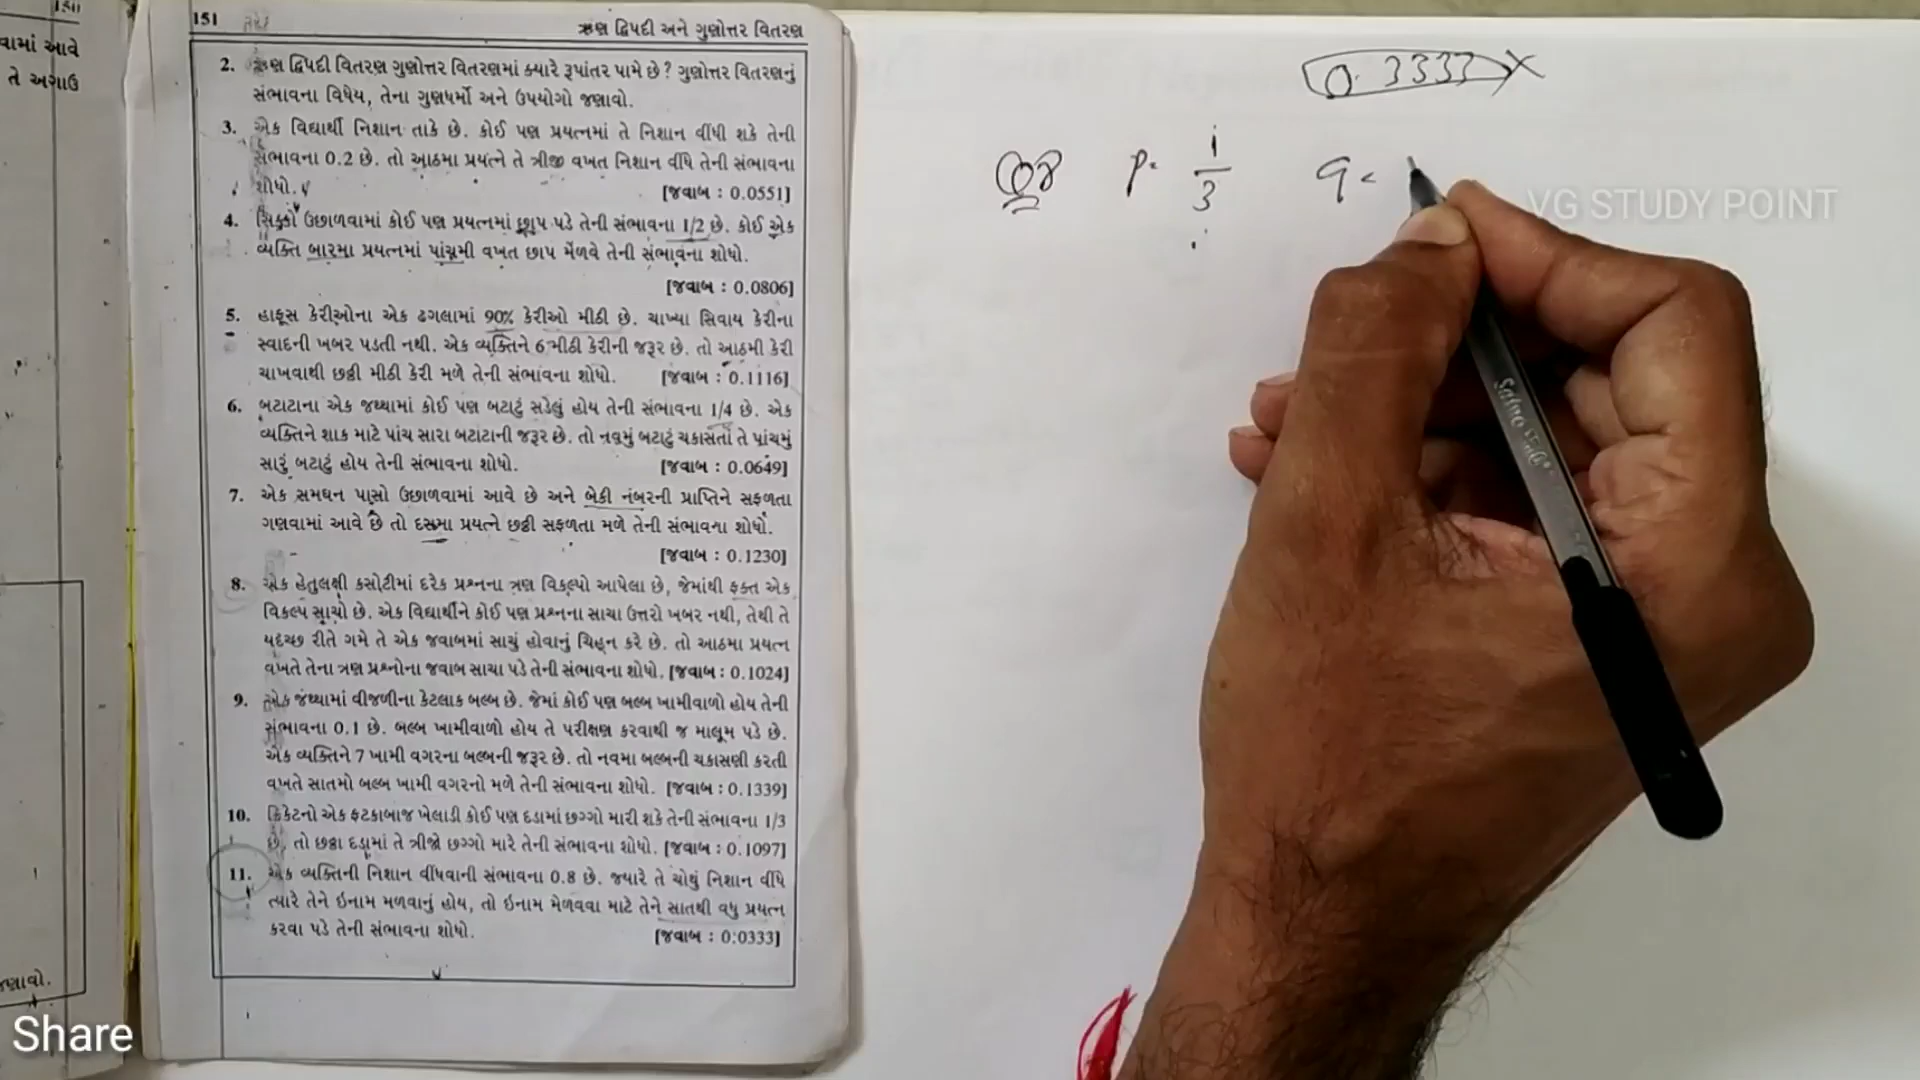 150
વામાં આવે
તે અગાઉ
જણાવો.
151
ઋણ દ્વિપદી અને ગુણોત્તર વિતરણ
2. ઋણ દ્વિપદી વિતરણ ગુણોત્તર વિતરણમાં ક્યારે રૂપાંતર પામે છે? ગુણોત્તર વિતરણનું
સંભાવના વિધેય, તેના ગુણધર્મો અને ઉપયોગો જણાવો.
3. એક વિદ્યાર્થી નિશાન તાકે છે. કોઈ પણ પ્રયત્નમાં તે નિશાન વીંધી શકે તેની
સંભાવના 0.2 છે. તો આઠમા પ્રયત્ને તે ત્રીજી વખત નિશાન વીંધે તેની સંભાવના
શોધો. [જવાબ : 0.0551]
4. સિક્કો ઉછાળવામાં કોઈ પણ પ્રયત્નમાં છાપ પડે તેની સંભાવના 1/2 છે. કોઈ એક
વ્યક્તિ બારમા પ્રયત્નમાં પાંચમી વખત છાપ મેળવે તેની સંભાવના શોધો.
[જવાબ : 0.0806]
5. હાફૂસ કેરીઓના એક ઢગલામાં 90% કેરીઓ મીઠી છે. ચાખ્યા સિવાય કેરીના
સ્વાદની ખબર પડતી નથી. એક વ્યક્તિને 6 મીઠી કેરીની જરૂર છે. તો આઠમી કેરી
ચાખવાથી છઠ્ઠી મીઠી કેરી મળે તેની સંભાવના શોધો. [જવાબ : 0.1116]
6. બટાટાના એક જથ્થામાં કોઈ પણ બટાટું સડેલું હોય તેની સંભાવના 1/4 છે. એક
વ્યક્તિને શાક માટે પાંચ સારા બટાટાની જરૂર છે. તો નવમું બટાટું ચકાસતાં તે પાંચમું
સારું બટાટું હોય તેની સંભાવના શોધો. [જવાબ : 0.0649]
7. એક સમઘન પાસો ઉછાળવામાં આવે છે અને બેકી નંબરની પ્રાપ્તિને સફળતા
ગણવામાં આવે છે તો દસમા પ્રયત્ને છઠ્ઠી સફળતા મળે તેની સંભાવના શોધો.
[જવાબ : 0.1230]
8. એક હેતુલક્ષી કસોટીમાં દરેક પ્રશ્નના ત્રણ વિકલ્પો આપેલા છે, જેમાંથી ફક્ત એક
વિકલ્પ સાચો છે. એક વિદ્યાર્થીને કોઈ પણ પ્રશ્નના સાચા ઉત્તરો ખબર નથી, તેથી તે
યદૃચ્છ રીતે ગમે તે એક જવાબમાં સાચું હોવાનું ચિહ્ન કરે છે. તો આઠમા પ્રયત્ન
વખતે તેના ત્રણ પ્રશ્નોના જવાબ સાચા પડે તેની સંભાવના શોધો. [જવાબ : 0.1024]
9. એક જથ્થામાં વીજળીના કેટલાક બલ્બ છે. જેમાં કોઈ પણ બલ્બ ખામીવાળો હોય તેની
સંભાવના 0.1 છે. બલ્બ ખામીવાળો હોય તે પરીક્ષણ કરવાથી જ માલૂમ પડે છે.
એક વ્યક્તિને 7 ખામી વગરના બલ્બની જરૂર છે. તો નવમા બલ્બની ચકાસણી કરતી
વખતે સાતમો બલ્બ ખામી વગરનો મળે તેની સંભાવના શોધો. [જવાબ : 0.1339]
10. ક્રિકેટનો એક ફટકાબાજ ખેલાડી કોઈ પણ દડામાં છગ્ગો મારી શકે તેની સંભાવના 1/3
છે, તો છઠ્ઠા દડામાં તે ત્રીજો છગ્ગો મારે તેની સંભાવના શોધો. [જવાબ : 0.1097]
11. એક વ્યક્તિની નિશાન વીંધવાની સંભાવના 0.8 છે. જ્યારે તે ચોથું નિશાન વીંધે
ત્યારે તેને ઇનામ મળવાનું હોય, તો ઇનામ મેળવવા માટે તેને સાતથી વધુ પ્રયત્ન
કરવા પડે તેની સંભાવના શોધો. [જવાબ : 0.0333]
0.3333
Q8 p = 1/3 q =
VG STUDY POINT
Share